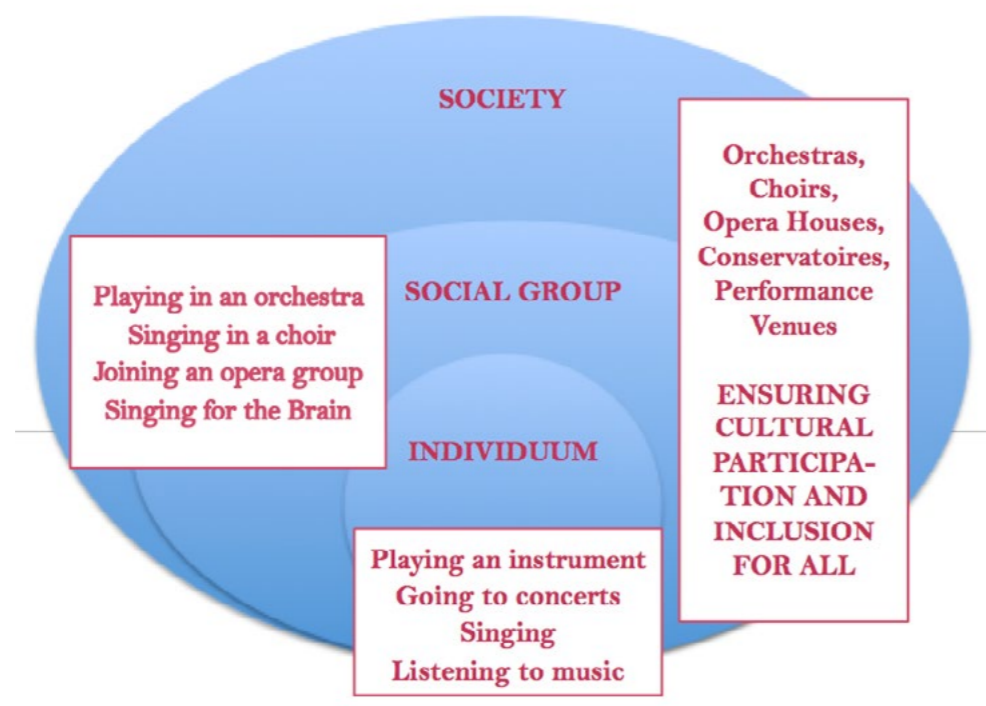 SOCIETY
Orchestras,
Choirs,
Opera Houses,
Conservatoires,
Performance
Venues
ENSURING
CULTURAL
PARTICIPA-
TION AND
INCLUSION
FOR ALL
SOCIAL GROUP
Playing in an orchestra
Singing in a choir
Joining an opera group
Singing for the Brain
INDIVIDUUM
Playing an instrument
Going to concerts
Singing
Listening to music